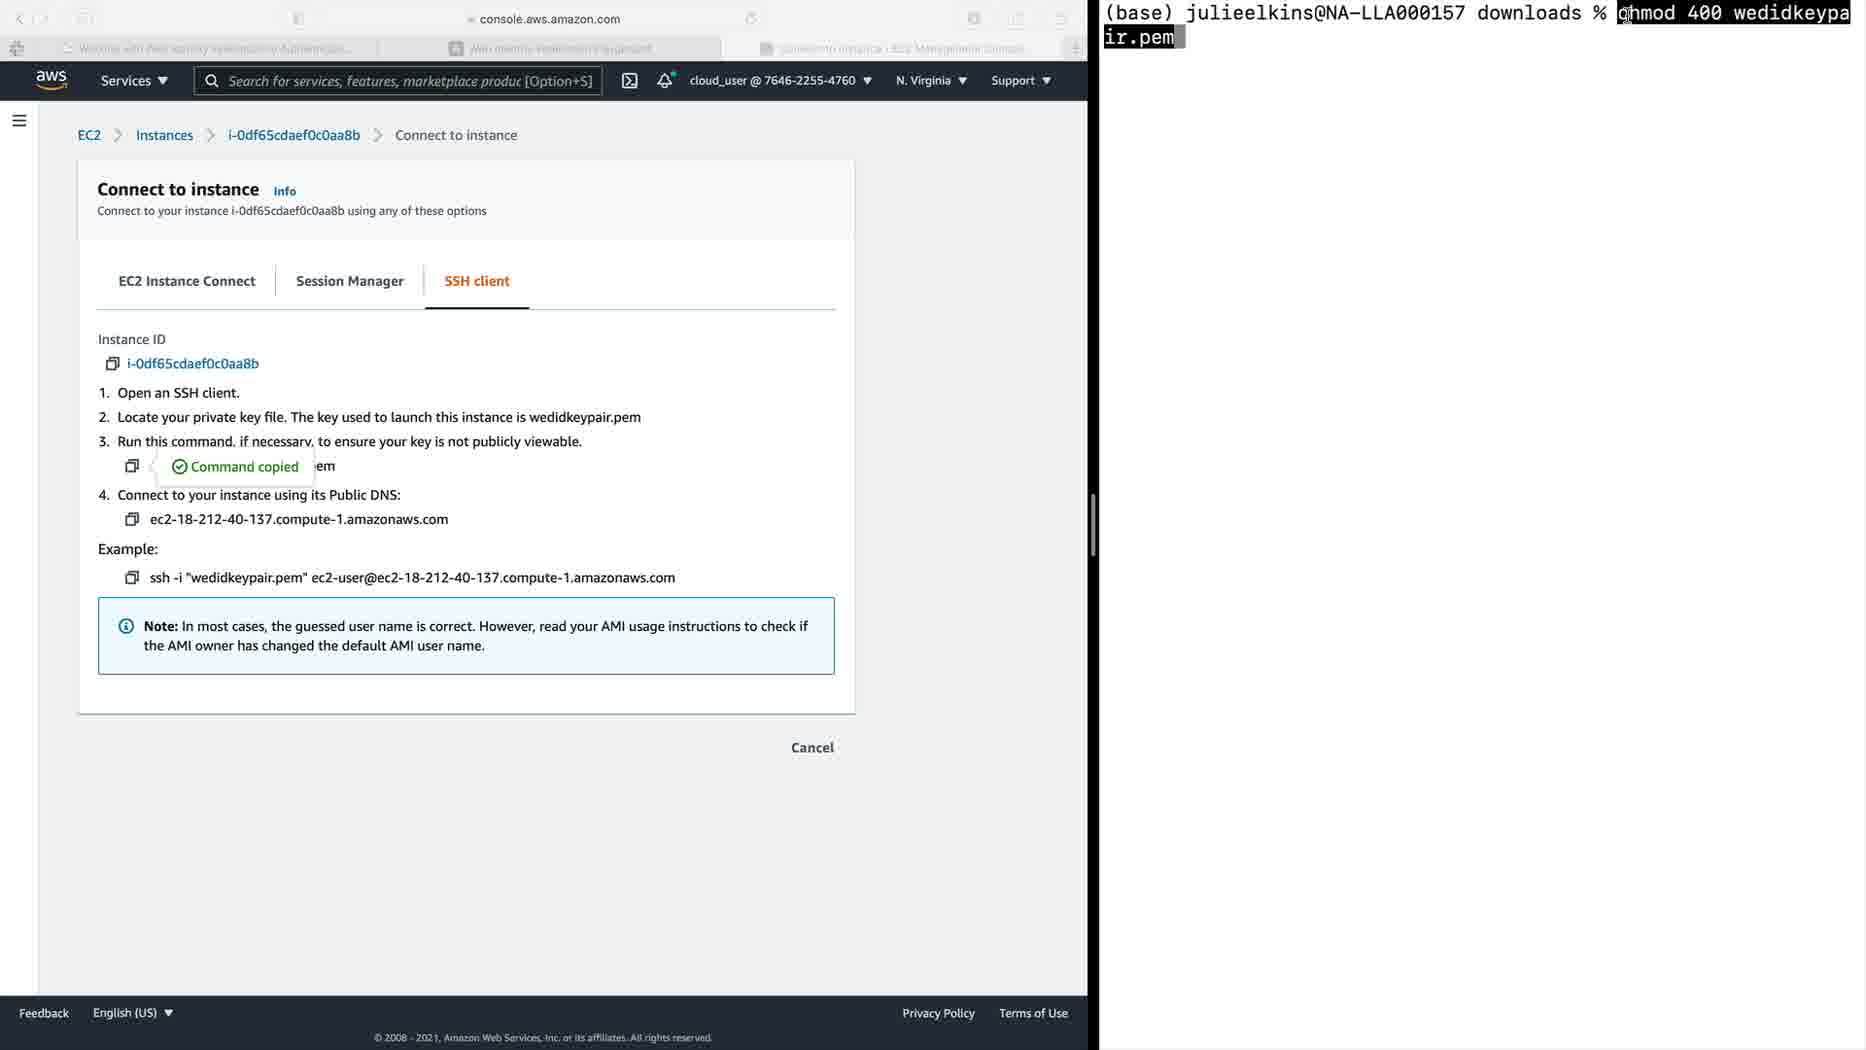 console.aws.amazon.com
aws
Services
Search for services, features, marketplace produc [Option+S]
cloud_user @ 7646-2255-4760
N. Virginia
Support
EC2
Instances
i-0df65cdaef0c0aa8b
Connect to instance
Connect to instance Info
Connect to your instance i-0df65cdaef0c0aa8b using any of these options
EC2 Instance Connect
Session Manager
SSH client
Instance ID
i-0df65cdaef0c0aa8b
1. Open an SSH client.
2. Locate your private key file. The key used to launch this instance is wedidkeypair.pem
3. Run this command, if necessary, to ensure your key is not publicly viewable.
Command copied
em
4. Connect to your instance using its Public DNS:
ec2-18-212-40-137.compute-1.amazonaws.com
Example:
ssh -i "wedidkeypair.pem" ec2-user@ec2-18-212-40-137.compute-1.amazonaws.com
Note: In most cases, the guessed user name is correct. However, read your AMI usage instructions to check if
the AMI owner has changed the default AMI user name.
Cancel
Feedback
English (US)
Privacy Policy
Terms of Use
© 2008 - 2021, Amazon Web Services, Inc. or its affiliates. All rights reserved.
(base) julieelkins@NA-LLA000157 downloads % chmod 400 wedidkeypa
ir.pem